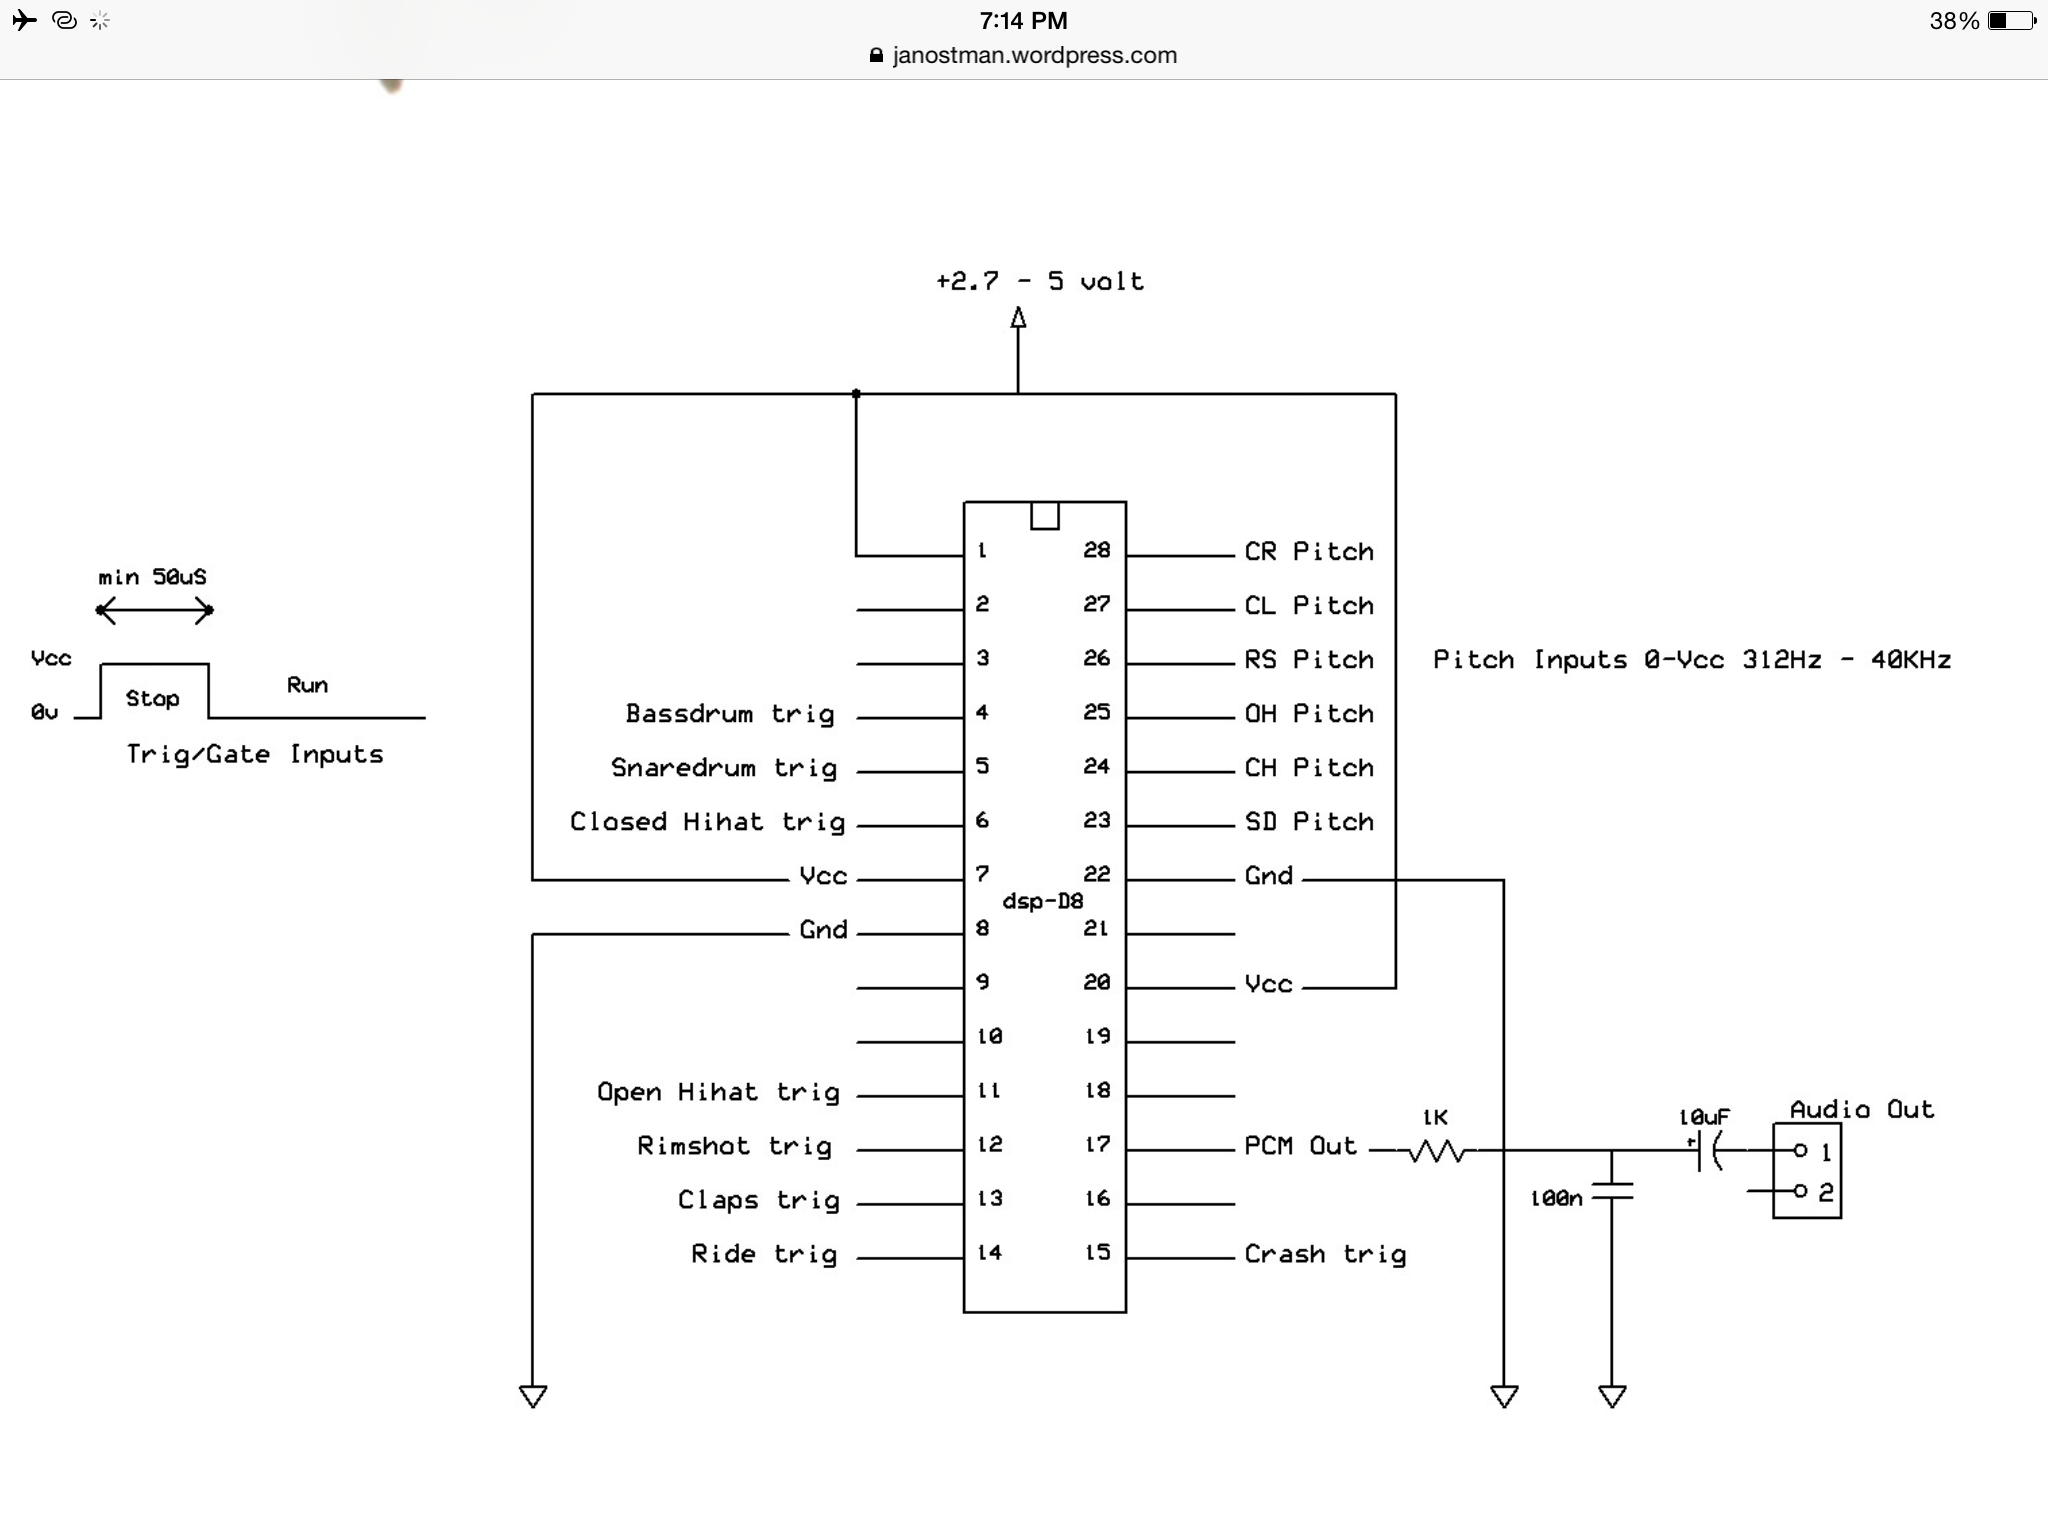 7:14 PM
38%
janostman.wordpress.com
+2.7 - 5 volt
min 50uS
Vcc
Stop
Run
0v
Trig/Gate Inputs
1
28 CR Pitch
2
27 CL Pitch
3
26 RS Pitch
Pitch Inputs 0-Vcc 312Hz - 40KHz
Bassdrum trig 4
25 OH Pitch
Snaredrum trig 5
24 CH Pitch
Closed Hihat trig 6
23 SD Pitch
Vcc 7
22 Gnd
dsp-D8
Gnd 8
21
9
20 Vcc
10
19
Open Hihat trig 11
18
Rimshot trig 12
17 PCM Out
1K
10uF
+
Audio Out
1
2
100n
Claps trig 13
16
Ride trig 14
15 Crash trig